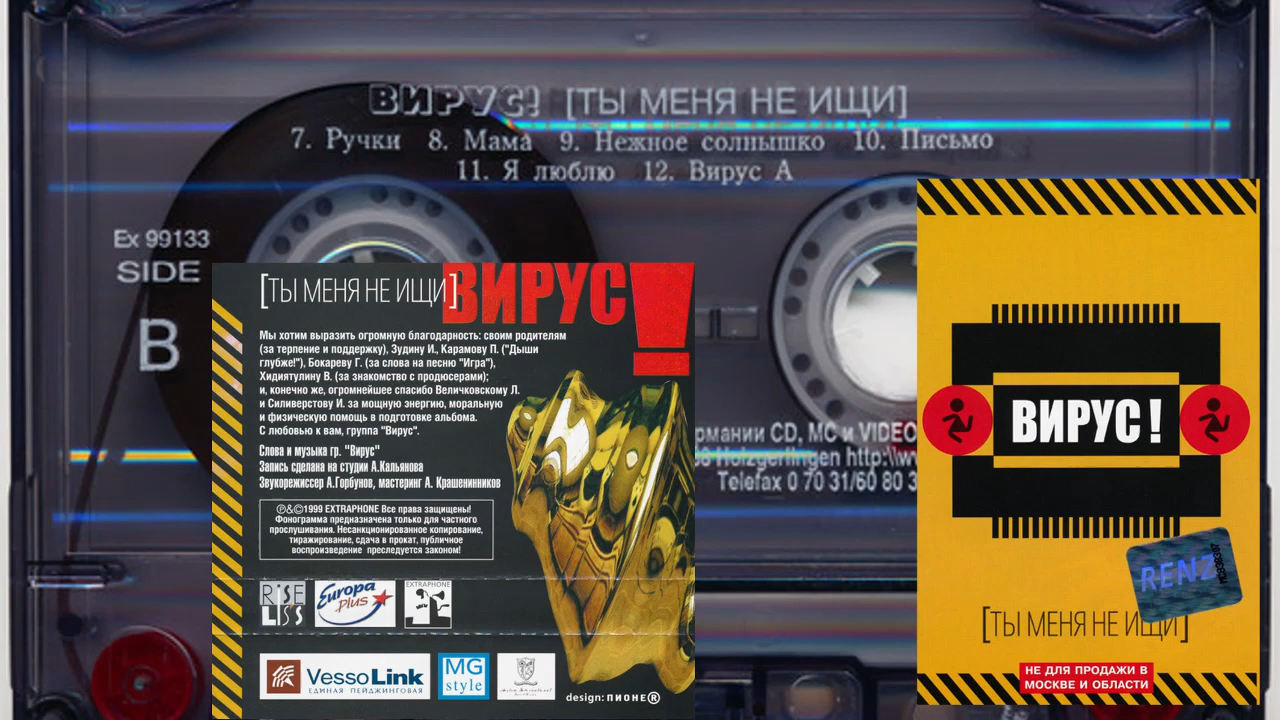 ВИРУС! [ТЫ МЕНЯ НЕ ИЩИ]
7. Ручки 8. Мама 9. Нежное солнышко 10. Письмо
11. Я люблю 12. Вирус А
Ex 99133
SIDE
B
CD, MC и VIDEO
Holzgerlingen http:\\w
Telefax 0 70 31/60 80 3
[ТЫ МЕНЯ НЕ ИЩИ] ВИРУС!
Мы хотим выразить огромную благодарность: своим родителям
(за терпение и поддержку), Зудину И., Карамову П. ("Дыши
глубже!"), Бокареву Г. (за слова на песню "Игра"),
Хидиятулину В. (за знакомство с продюсерами);
и, конечно же, огромнейшее спасибо Величковскому Л.
и Силиверстову И. за мощную энергию, моральную
и физическую помощь в подготовке альбома.
С любовью к вам, группа "Вирус".
Слова и музыка гр. "Вирус"
Запись сделана на студии А.Кальянова
Звукорежиссер А.Горбунов, мастеринг А. Крашенинников
℗&©1999 EXTRAPHONE Все права защищены!
Фонограмма предназначена только для частного
прослушивания. Несанкционированное копирование,
тиражирование, сдача в прокат, публичное
воспроизведение преследуется законом!
RISE
LISS
Europa
plus
EXTRAPHONE
VessoLink
ЕДИНАЯ ПЕЙДЖИНГОВАЯ
MG
style
design: ПИОНЕ®
ВИРУС!
[ТЫ МЕНЯ НЕ ИЩИ]
НЕ ДЛЯ ПРОДАЖИ В
МОСКВЕ И ОБЛАСТИ